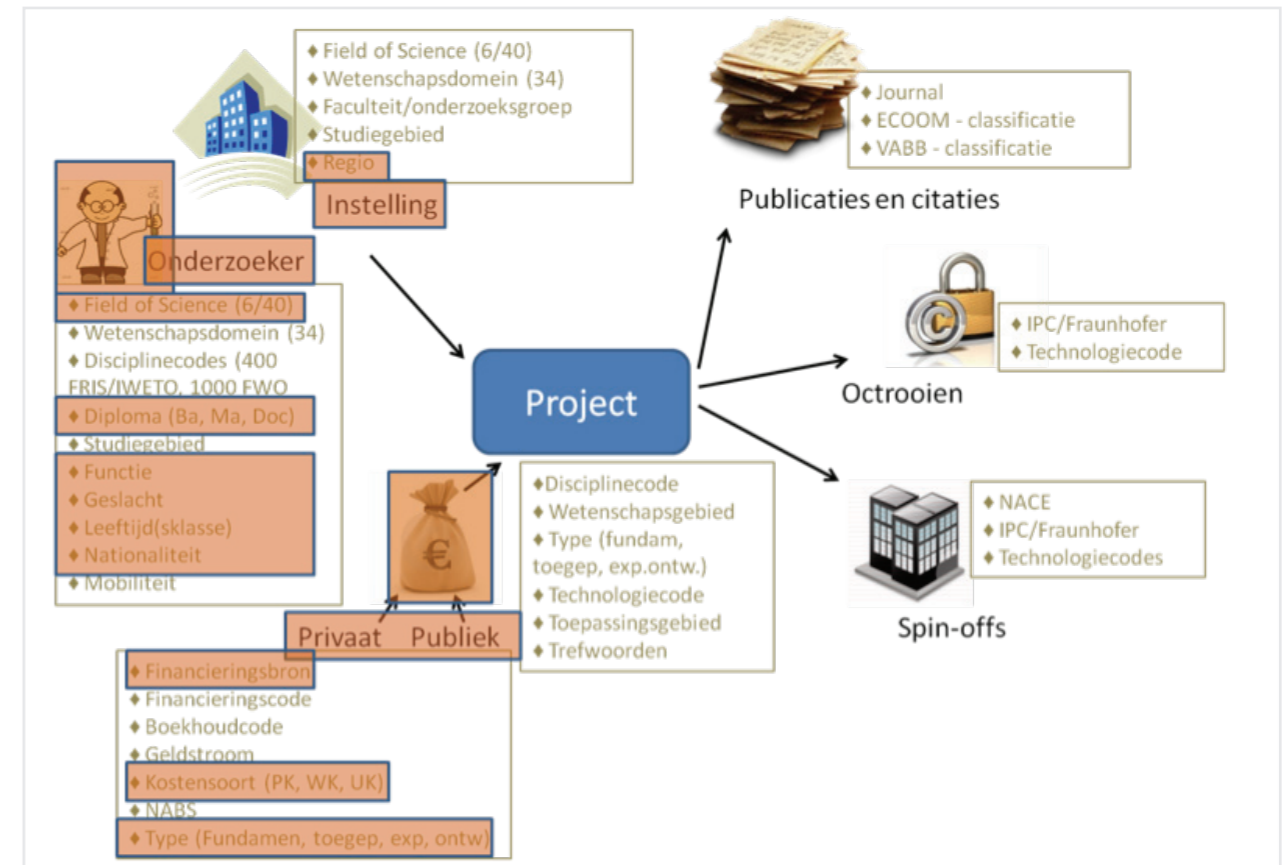 ♦ Field of Science (6/40)
♦ Wetenschapsdomein (34)
♦ Faculteit/onderzoeksgroep
♦ Studiegebied
♦ Regio
Instelling
Onderzoeker
♦ Field of Science (6/40)
♦ Wetenschapsdomein (34)
♦ Disciplinecodes (400
FRIS/IWETO, 1000 FWO
♦ Diploma (Ba, Ma, Doc)
♦ Studiegebied
♦ Functie
♦ Geslacht
♦ Leeftijd(sklasse)
♦ Nationaliteit
♦ Mobiliteit
€
Privaat Publiek
♦ Financieringsbron
♦ Financieringscode
♦ Boekhoudcode
♦ Geldstroom
♦ Kostensoort (PK, WK, UK)
♦ NABS
♦ Type (Fundamen, toegep, exp, ontw)
Project
♦Disciplinecode
♦ Wetenschapsgebied
♦ Type (fundam,
toegep, exp.ontw.)
♦ Technologiecode
♦ Toepassingsgebied
♦ Trefwoorden
♦ Journal
♦ ECOOM - classificatie
♦ VABB - classificatie
Publicaties en citaties
©
♦ IPC/Fraunhofer
♦ Technologiecode
Octrooien
♦ NACE
♦ IPC/Fraunhofer
♦ Technologiecodes
Spin-offs